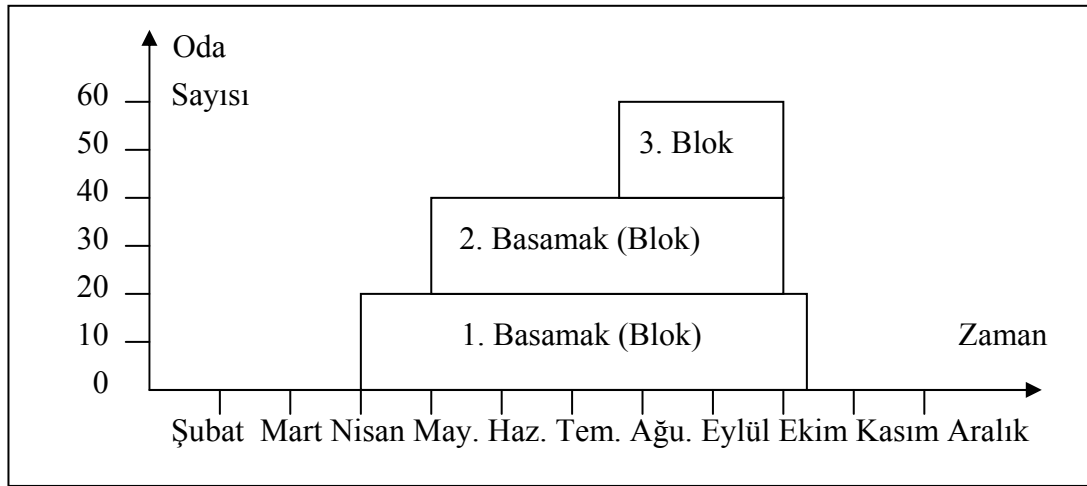 Oda
Sayısı
60
50
3. Blok
40
30
2. Basamak (Blok)
20
10
1. Basamak (Blok)
Zaman
0
Şubat Mart Nisan May. Haz. Tem. Ağu. Eylül Ekim Kasım Aralık